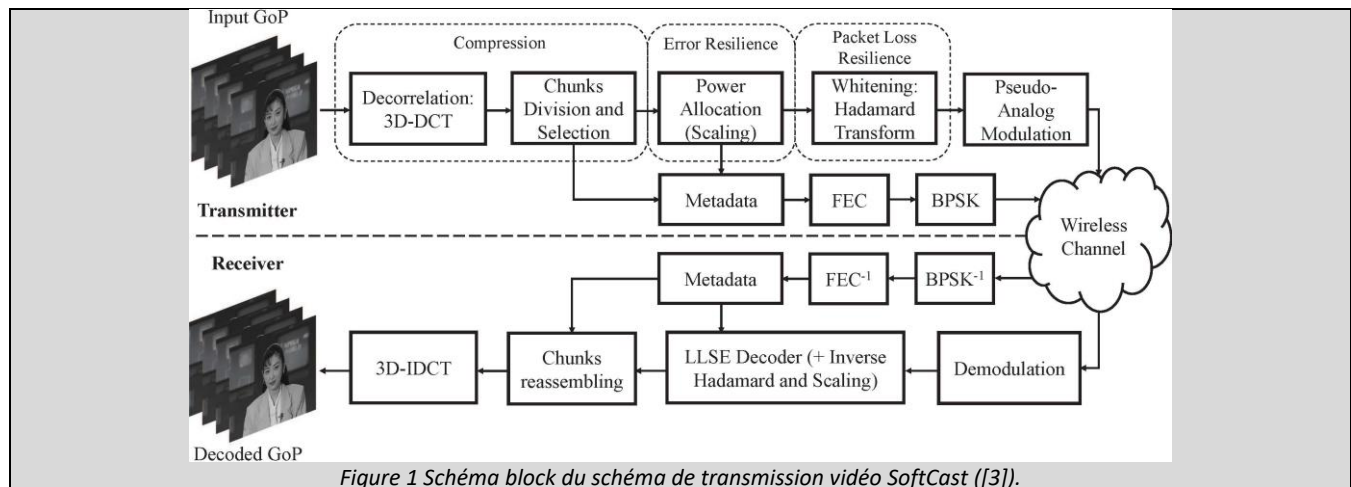 Input GoP
Compression
Error Resilience
Packet Loss
Resilience
Decorrelation:
3D-DCT
Chunks
Division and
Selection
Power
Allocation
(Scaling)
Whitening:
Hadamard
Transform
Pseudo-
Analog
Modulation
Transmitter
Metadata
FEC
BPSK
Wireless
Channel
Receiver
Metadata
FEC-1
BPSK-1
3D-IDCT
Chunks
reassembling
LLSE Decoder (+ Inverse
Hadamard and Scaling)
Demodulation
Decoded GoP
Figure 1 Schéma block du schéma de transmission vidéo SoftCast ([3]).